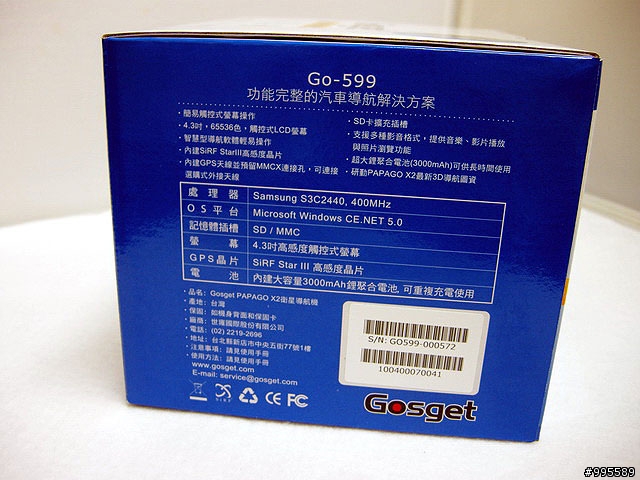 Go-599
功能完整的汽車導航解決方案
・簡易觸控式螢幕操作
・4.3吋，65536色，觸控式LCD螢幕
・智慧型導航軟體輕易操作
・內建SiRF StarIII高感度晶片
・內建GPS天線並預留MMCX連接孔，可連接
選購式外接天線
・SD卡擴充插槽
・支援多種影音格式，提供音樂、影片播放
與照片瀏覽功能
・超大鋰聚合電池(3000mAh)可供長時間使用
・研勤PAPAGO X2最新3D導航圖資
處理器 Samsung S3C2440, 400MHz
OS平台 Microsoft Windows CE.NET 5.0
記憶體插槽 SD / MMC
螢幕 4.3吋高感度觸控式螢幕
GPS晶片 SiRF Star III 高感度晶片
電池 內建大容量3000mAh鋰聚合電池, 可重複充電使用
・品名: Gosget PAPAGO X2衛星導航機
・產地: 台灣
・保固: 如機身背面和保固卡
・廠商: 世庫國際股份有限公司
・電話: (02) 2219-2696
・地址: 台北縣新店市中央五街77號1樓
・注意事項: 請見使用手冊
・使用方法: 請見使用手冊
www.gosget.com
E-mail: service@gosget.com
S/N: GO599-000572
100400070041
CE FC
Gosget
#995589